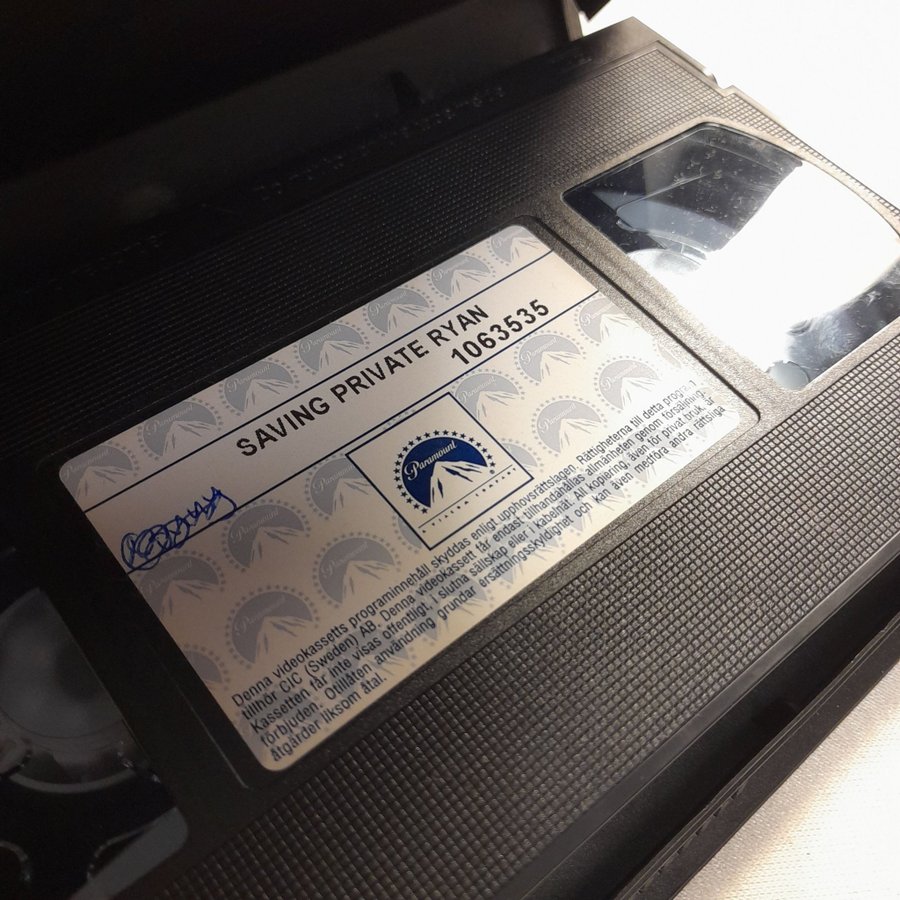 SAVING PRIVATE RYAN
1063535
Paramount
Denna videokassetts programinnehåll skyddas enligt upphovsrättslagen. Rättigheterna till detta
tillhör CIC (Sweden) AB. Denna videokassett får endast tillhandahållas allmänheten genom försäljning.
Kassetten får inte visas offentligt, i slutna sällskap eller i kabelnät. All kopiering, även för privat bruk, är
förbjuden. Otillåten användning grundar ersättningsskyldighet och kan även medföra andra rättsliga
åtgärder liksom åtal.